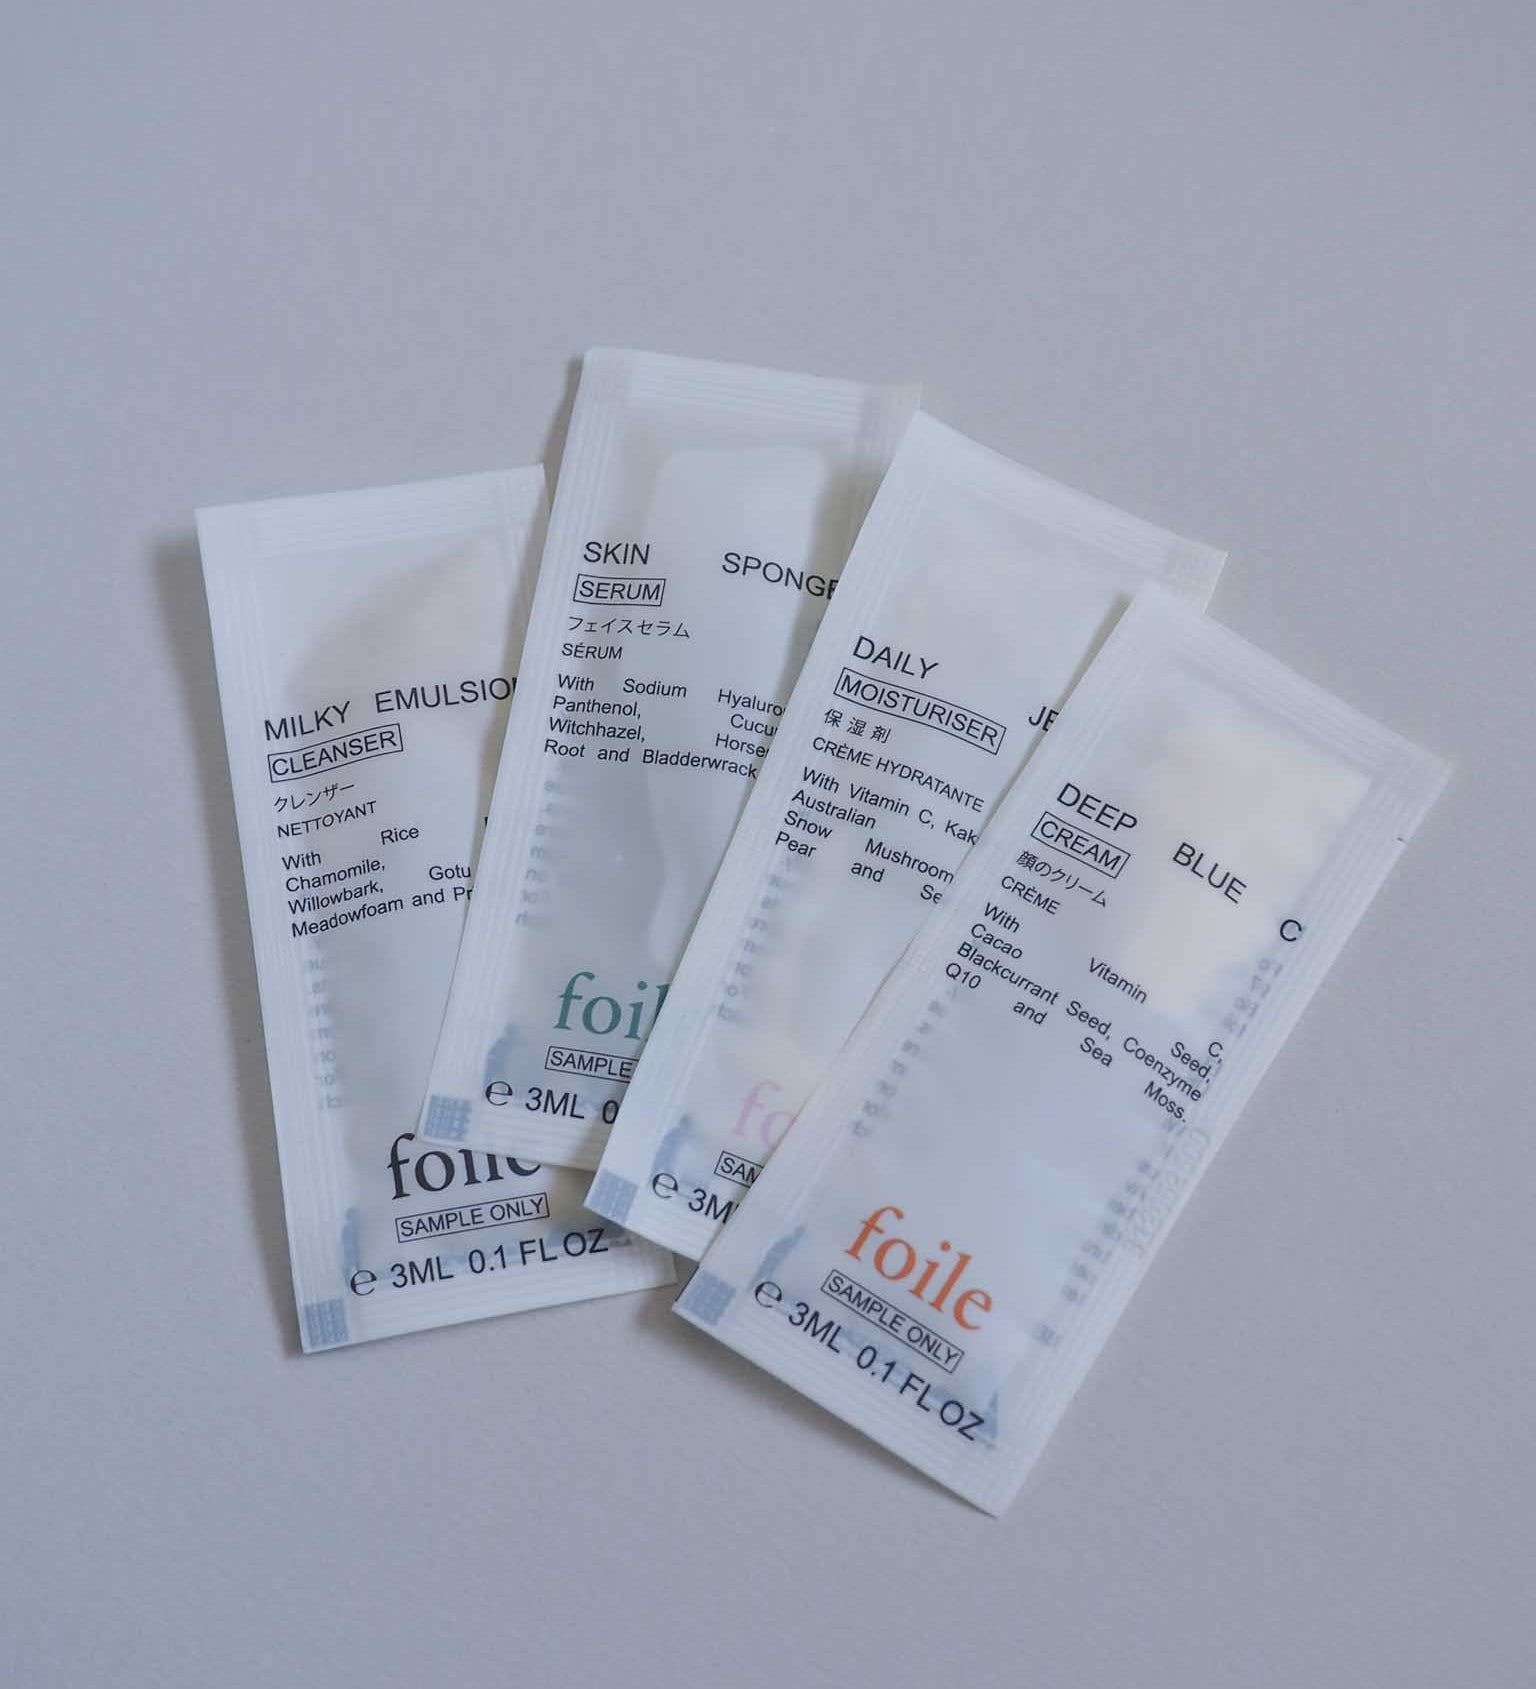 MILKY EMULSION
CLEANSER
クレンザー
NETTOYANT
With Rice
Chamomile, Gotu
Willowbark,
Meadowfoam and
foile
SAMPLE ONLY
℮ 3ML 0.1 FL OZ
SKIN SPONGE
SERUM
フェイスセラム
SÉRUM
With Sodium
Panthenol,
Witchhazel,
Root and Bladderwrack
foil
SAMPLE
℮ 3ML
DAILY
MOISTURISER
保湿剤
CRÈME HYDRATANTE
With Vitamin C,
Australian
Snow Mushroom
Pear and
fo
℮
DEEP BLUE C
CREAM
顔のクリーム
CRÈME
With Vitamin C,
Cacao Seed,
Blackcurrant Seed, Coenzyme
Q10 and Sea Moss.
foile
SAMPLE ONLY
℮ 3ML 0.1 FL OZ